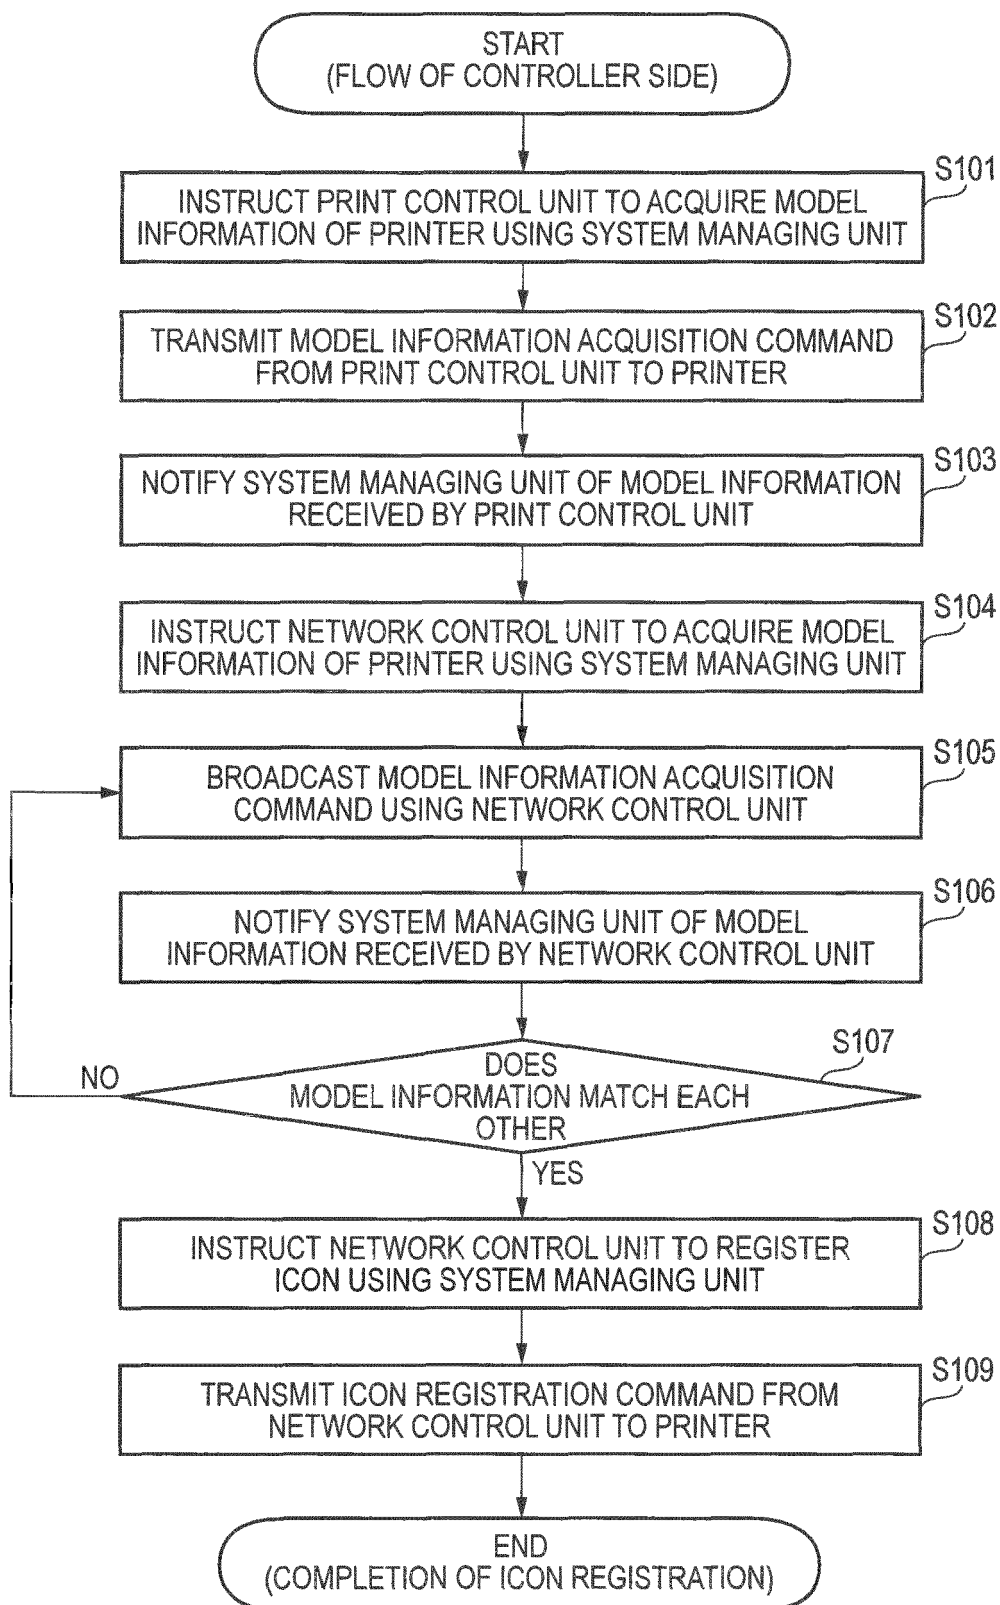 START
(FLOW OF CONTROLLER SIDE)
S101
INSTRUCT PRINT CONTROL UNIT TO ACQUIRE MODEL
INFORMATION OF PRINTER USING SYSTEM MANAGING UNIT
S102
TRANSMIT MODEL INFORMATION ACQUISITION COMMAND
FROM PRINT CONTROL UNIT TO PRINTER
S103
NOTIFY SYSTEM MANAGING UNIT OF MODEL INFORMATION
RECEIVED BY PRINT CONTROL UNIT
S104
INSTRUCT NETWORK CONTROL UNIT TO ACQUIRE MODEL
INFORMATION OF PRINTER USING SYSTEM MANAGING UNIT
S105
BROADCAST MODEL INFORMATION ACQUISITION
COMMAND USING NETWORK CONTROL UNIT
S106
NOTIFY SYSTEM MANAGING UNIT OF MODEL
INFORMATION RECEIVED BY NETWORK CONTROL UNIT
S107
DOES
MODEL INFORMATION MATCH EACH
OTHER
NO
YES
S108
INSTRUCT NETWORK CONTROL UNIT TO REGISTER
ICON USING SYSTEM MANAGING UNIT
S109
TRANSMIT ICON REGISTRATION COMMAND FROM
NETWORK CONTROL UNIT TO PRINTER
END
(COMPLETION OF ICON REGISTRATION)